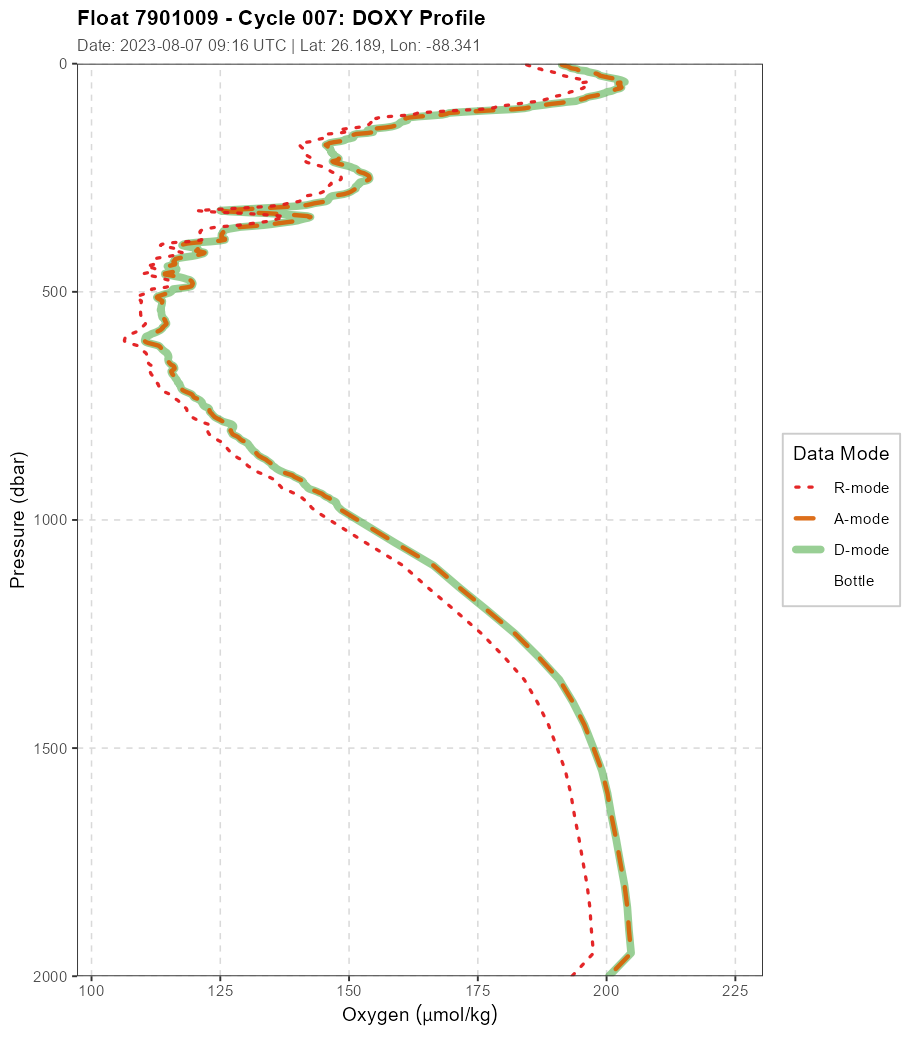 Float 7901009 - Cycle 007: DOXY Profile
Date: 2023-08-07 09:16 UTC | Lat: 26.189, Lon: -88.341
0
500
1000
1500
2000
Pressure (dbar)
100
125
150
175
200
225
Oxygen (μmol/kg)
Data Mode
R-mode
A-mode
D-mode
Bottle